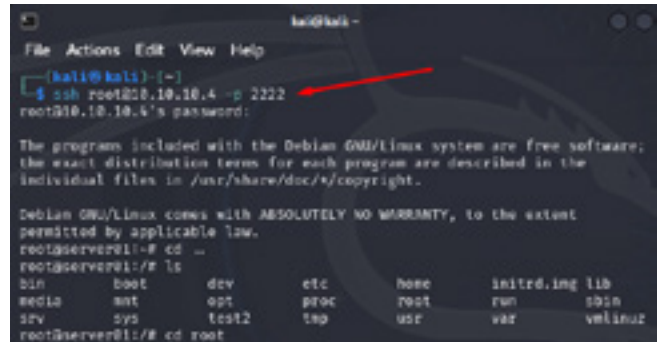 kali@kali: ~
File Actions Edit View Help
(kali㉿kali)-[~]
$ ssh root@10.10.10.4 -p 2222
root@10.10.10.4's password:
The programs included with the Debian GNU/Linux system are free software;
the exact distribution terms for each program are described in the
individual files in /usr/share/doc/*/copyright.
Debian GNU/Linux comes with ABSOLUTELY NO WARRANTY, to the extent
permitted by applicable law.
root@server01:~# cd ..
root@server01:/# ls
bin boot dev etc home initrd.img lib
media mnt opt proc root run sbin
srv sys test2 tmp usr var vmlinuz
root@server01:/# cd root